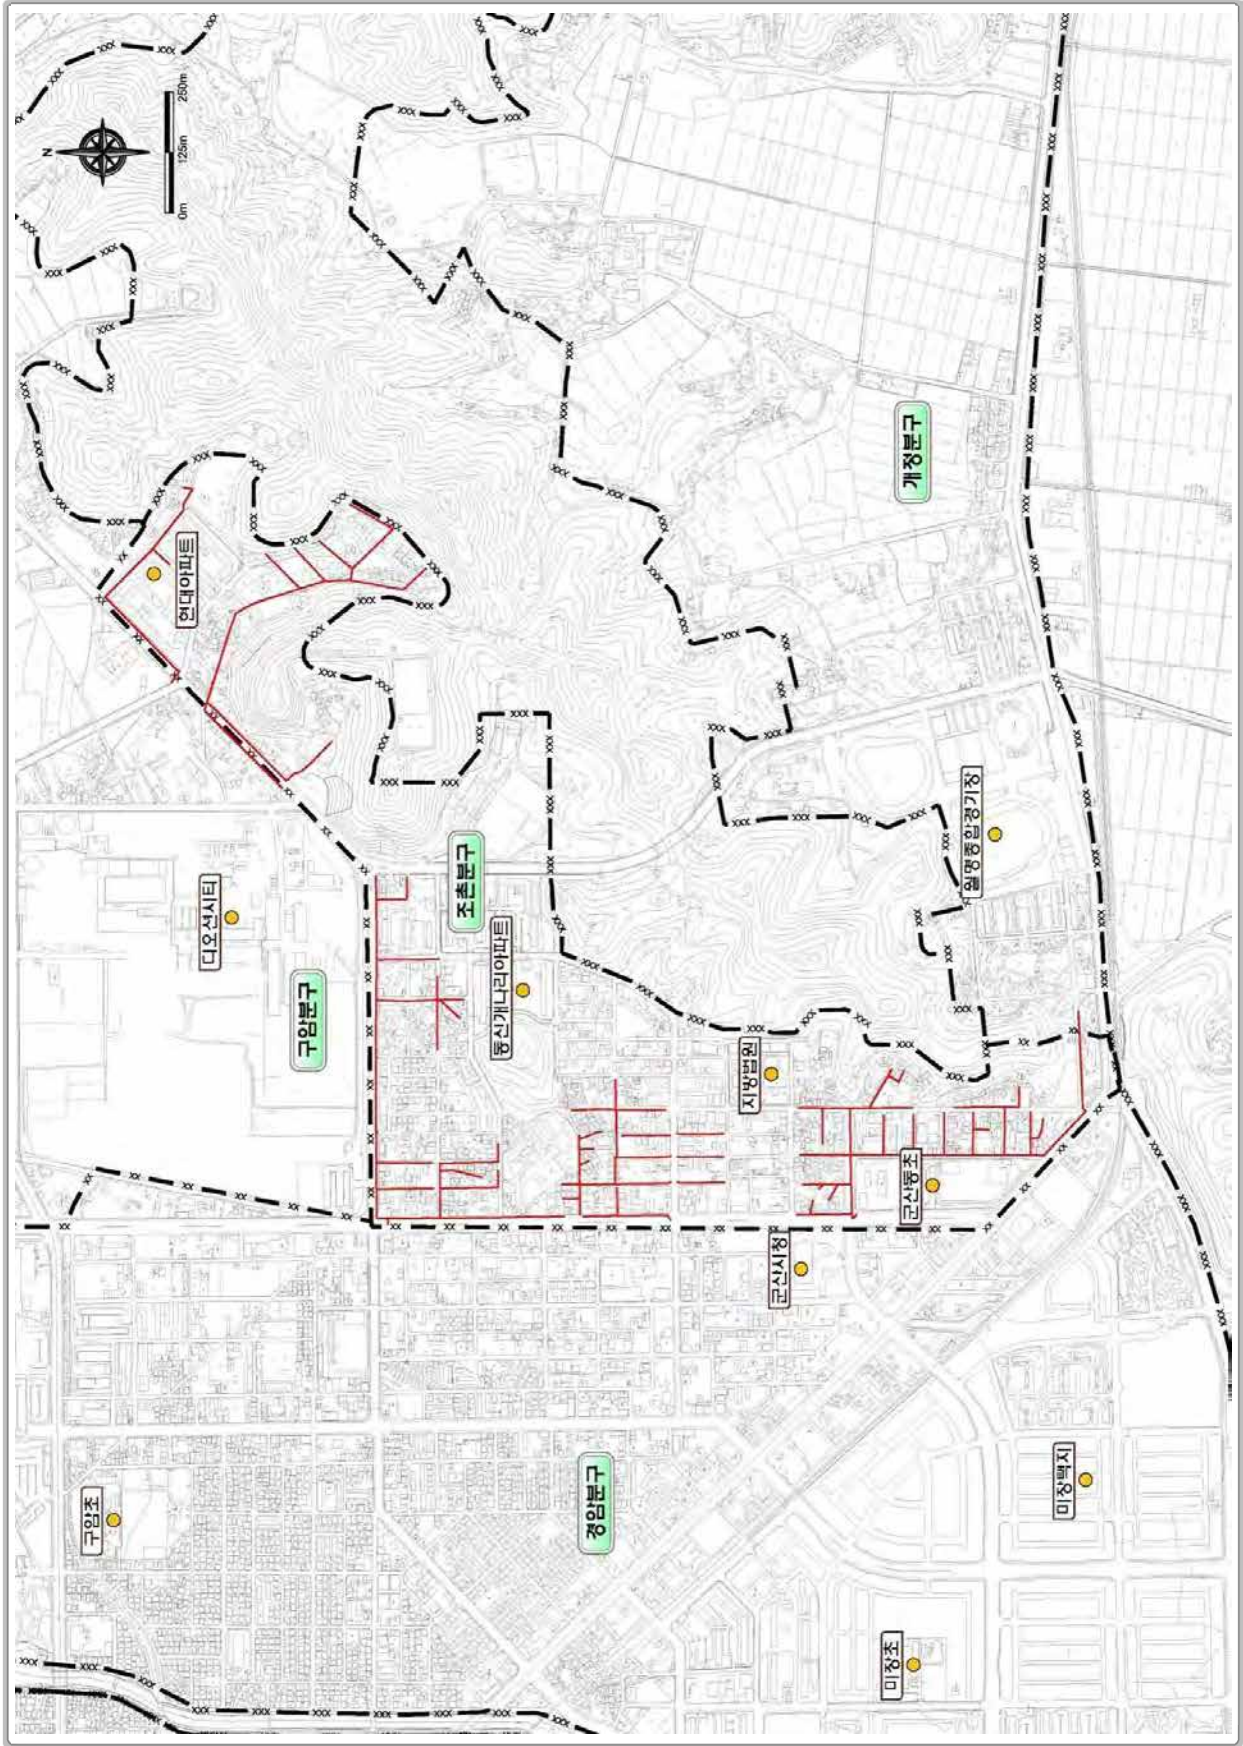 N
구암초
0m 125m 250m
현대아파트
디오션시티
구암분구
조촌분구
동신개나리아파트
경암분구
지방법원
군산시청
미장초
군산동초
개정분구
월명종합경기장
미장택지